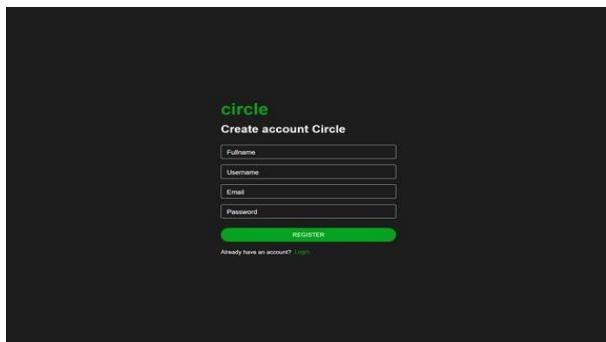 circle
Create account Circle
Fullname
Username
Email
Password
REGISTER
Already have an account? Login